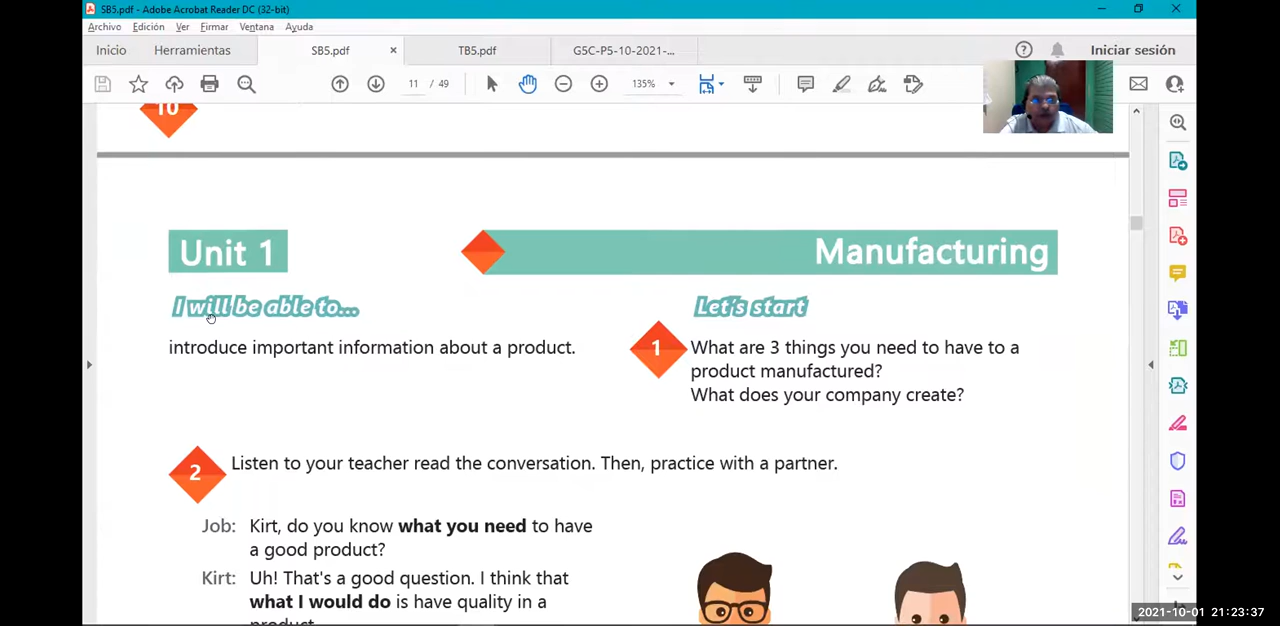 SB5.pdf - Adobe Acrobat Reader DC (32-bit)
Archivo Edición Ver Firmar Ventana Ayuda
Inicio Herramientas SB5.pdf × TB5.pdf G5C-P5-10-2021-... Iniciar sesión
11 / 49 135%
10
Unit 1 Manufacturing
I will be able to...
introduce important information about a product.
Let's start
1 What are 3 things you need to have to a
product manufactured?
What does your company create?
2 Listen to your teacher read the conversation. Then, practice with a partner.
Job: Kirt, do you know what you need to have
a good product?
Kirt: Uh! That's a good question. I think that
what I would do is have quality in a
product.
2021-10-01 21:23:37